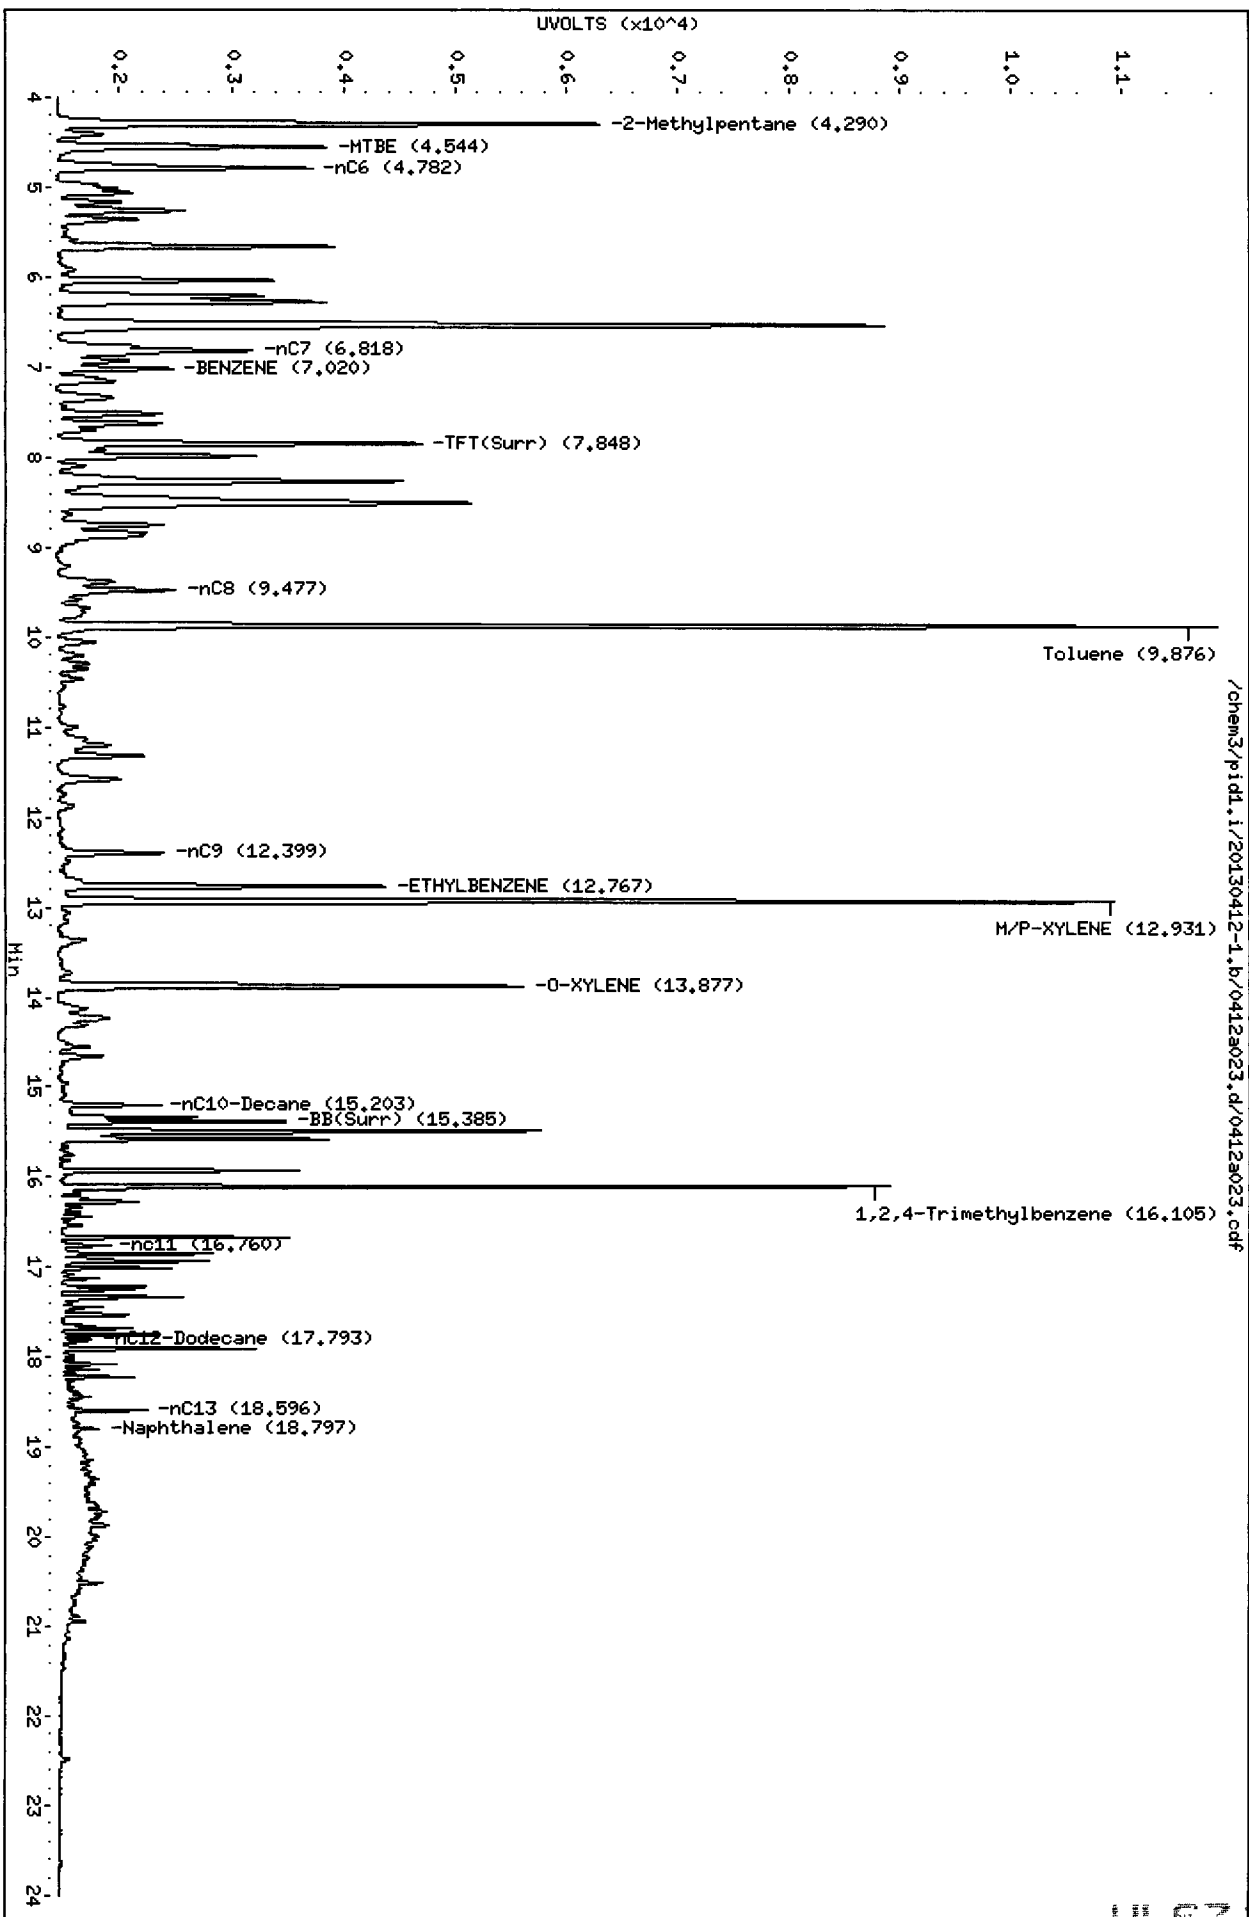 UVOLTS (x10^4)
0.2
0.3
0.4
0.5
0.6
0.7
0.8
0.9
1.0
1.1
-2-Methylpentane (4.290)
-MTBE (4.544)
-nC6 (4.782)
-nC7 (6.818)
-BENZENE (7.020)
-TFT(Surr) (7.848)
-nC8 (9.477)
Toluene (9.876)
-nC9 (12.399)
-ETHYLBENZENE (12.767)
M/P-XYLENE (12.931)
-O-XYLENE (13.877)
-nC10-Decane (15.203)
-BB(Surr) (15.385)
1,2,4-Trimethylbenzene (16.105)
-nc11 (16.760)
-nC12-Dodecane (17.793)
-nC13 (18.596)
-Naphthalene (18.797)
4
5
6
7
8
9
10
11
12
13
14
15
16
17
18
19
20
21
22
23
24
Min
/chem3/pid1.i/20130412-1.b/0412a023.d/0412a023.cdf